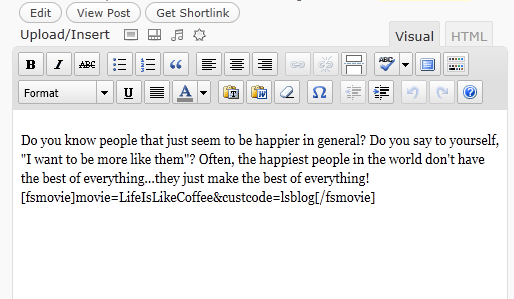 Edit View Post Get Shortlink
Upload/Insert Visual HTML
B I ABC ABC
Format U A
Do you know people that just seem to be happier in general? Do you say to yourself,
"I want to be more like them"? Often, the happiest people in the world don't have
the best of everything...they just make the best of everything!
[fsmovie]movie=LifeIsLikeCoffee&custcode=lsblog[/fsmovie]